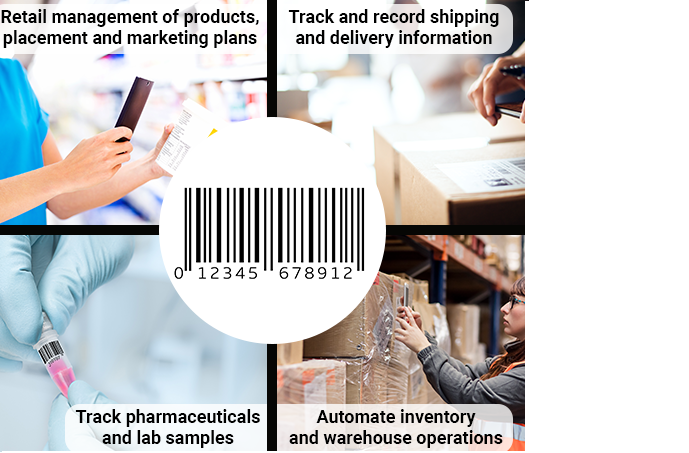 Retail management of products,
placement and marketing plans
Track and record shipping
and delivery information
0 12345 678912
Track pharmaceuticals
and lab samples
Automate inventory
and warehouse operations